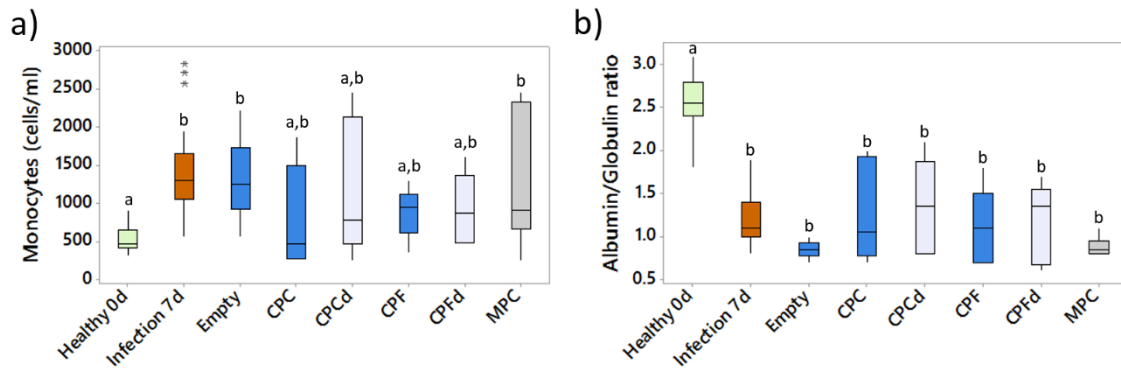 a)
Monocytes (cells/ml)
3000
2500
2000
1500
1000
500
0
a
***
b
b
a,b
a,b
a,b
a,b
b
Healthy 0d
Infection 7d
Empty
CPC
CPCd
CPF
CPFd
MPC
b)
Albumin/Globulin ratio
3.0
2.5
2.0
1.5
1.0
0.5
a
b
b
b
b
b
b
b
Healthy 0d
Infection 7d
Empty
CPC
CPCd
CPF
CPFd
MPC